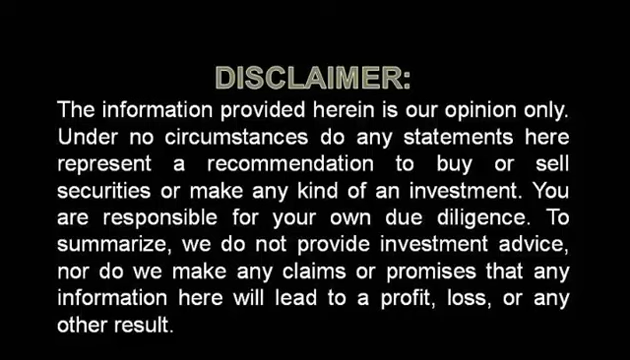 DISCLAIMER:
The information provided herein is our opinion only.
Under no circumstances do any statements here
represent a recommendation to buy or sell
securities or make any kind of an investment. You
are responsible for your own due diligence. To
summarize, we do not provide investment advice,
nor do we make any claims or promises that any
information here will lead to a profit, loss, or any
other result.